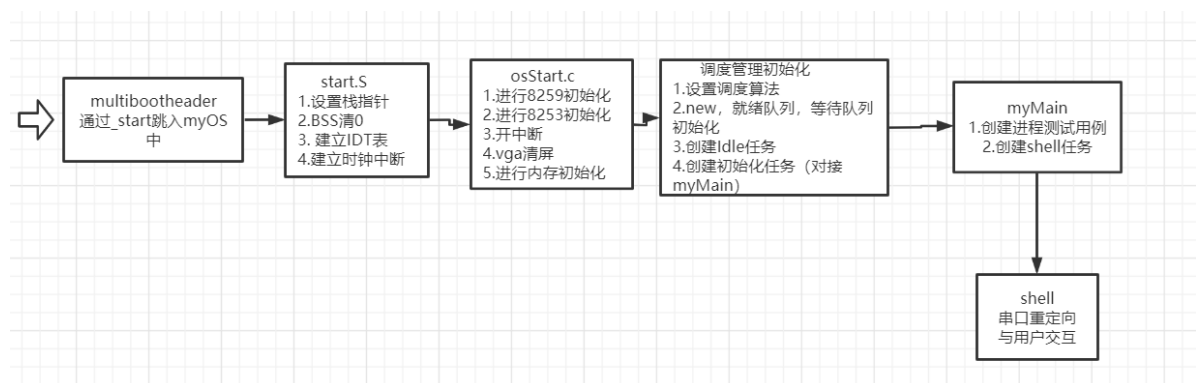 multibootheader
通过_start跳入myOS
中
start.S
1.设置栈指针
2.BSS清0
3. 建立IDT表
4.建立时钟中断
osStart.c
1.进行8259初始化
2.进行8253初始化
3.开中断
4.vga清屏
5.进行内存初始化
调度管理初始化
1.设置调度算法
2.new，就绪队列，等待队列
初始化
3.创建Idle任务
4.创建初始化任务（对接
myMain）
myMain
1.创建进程测试用例
2.创建shell任务
shell
串口重定向
与用户交互